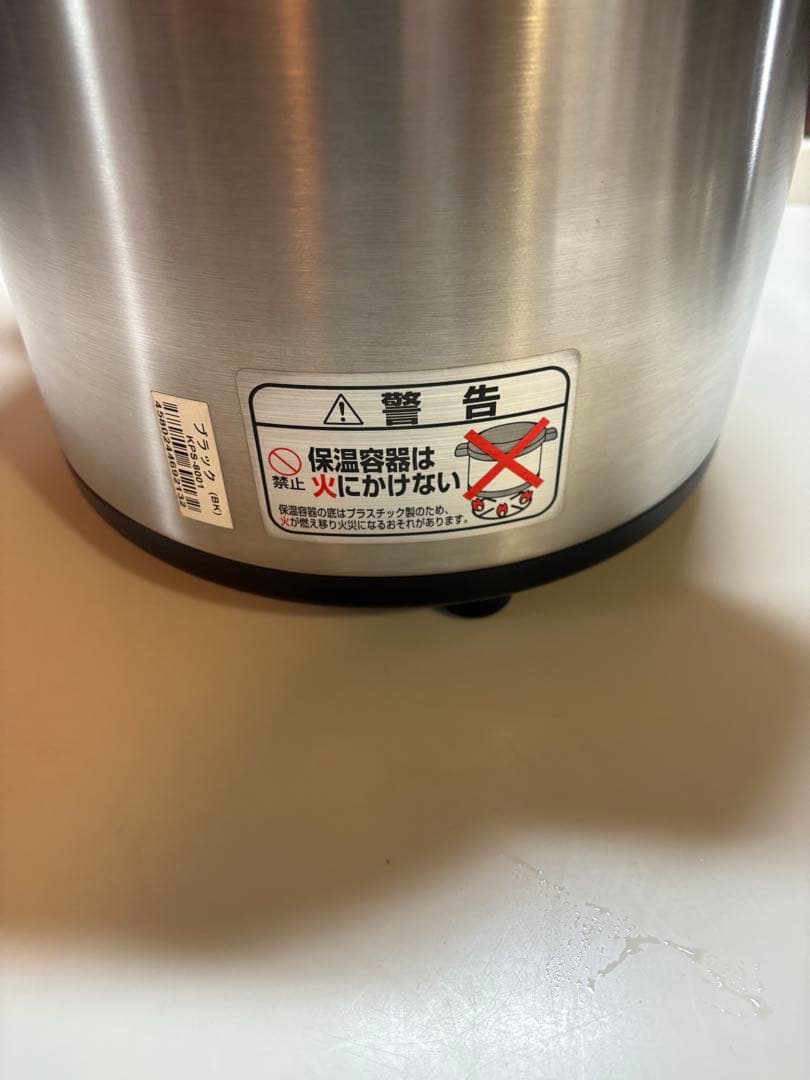 警告
禁止
保温容器は
火にかけない
保温容器の底はプラスチック製のため、
火が燃え移り火災になるおそれがあります。
ブラック (BK)
KPS-8001
4580244692132